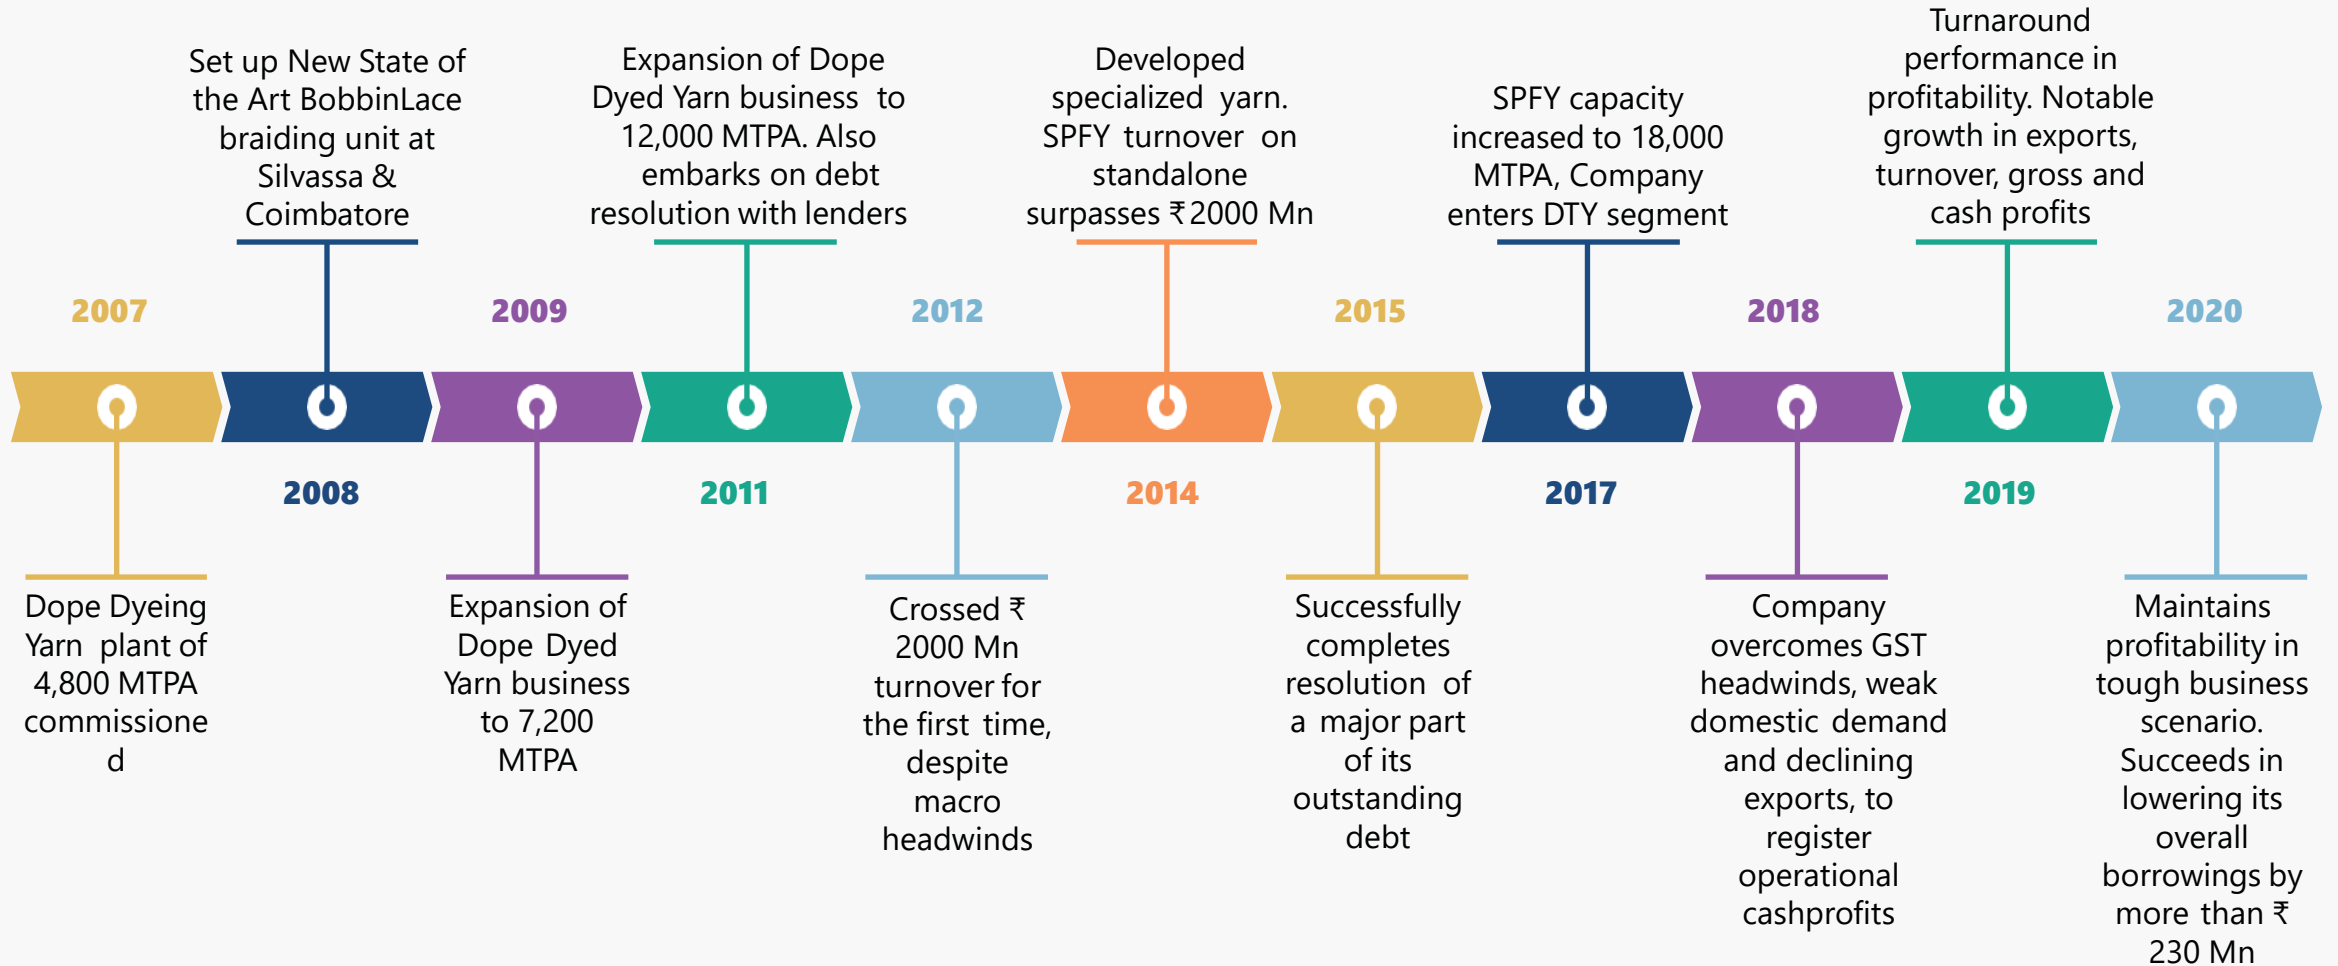 Set up New State of
the Art BobbinLace
braiding unit at
Silvassa &
Coimbatore
Expansion of Dope
Dyed Yarn business to
12,000 MTPA. Also
embarks on debt
resolution with lenders
Developed
specialized yarn.
SPFY turnover on
standalone
surpasses ₹2000 Mn
SPFY capacity
increased to 18,000
MTPA, Company
enters DTY segment
Turnaround
performance in
profitability. Notable
growth in exports,
turnover, gross and
cash profits
2007
2009
2012
2015
2018
2020
2008
2011
2014
2017
2019
Dope Dyeing
Yarn plant of
4,800 MTPA
commissione
d
Expansion of
Dope Dyed
Yarn business
to 7,200
MTPA
Crossed ₹
2000 Mn
turnover for
the first time,
despite
macro
headwinds
Successfully
completes
resolution of
a major part
of its
outstanding
debt
Company
overcomes GST
headwinds, weak
domestic demand
and declining
exports, to
register
operational
cashprofits
Maintains
profitability in
tough business
scenario.
Succeeds in
lowering its
overall
borrowings by
more than ₹
230 Mn